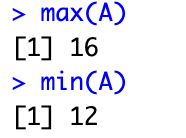 > max(A)
[1] 16
> min(A)
[1] 12